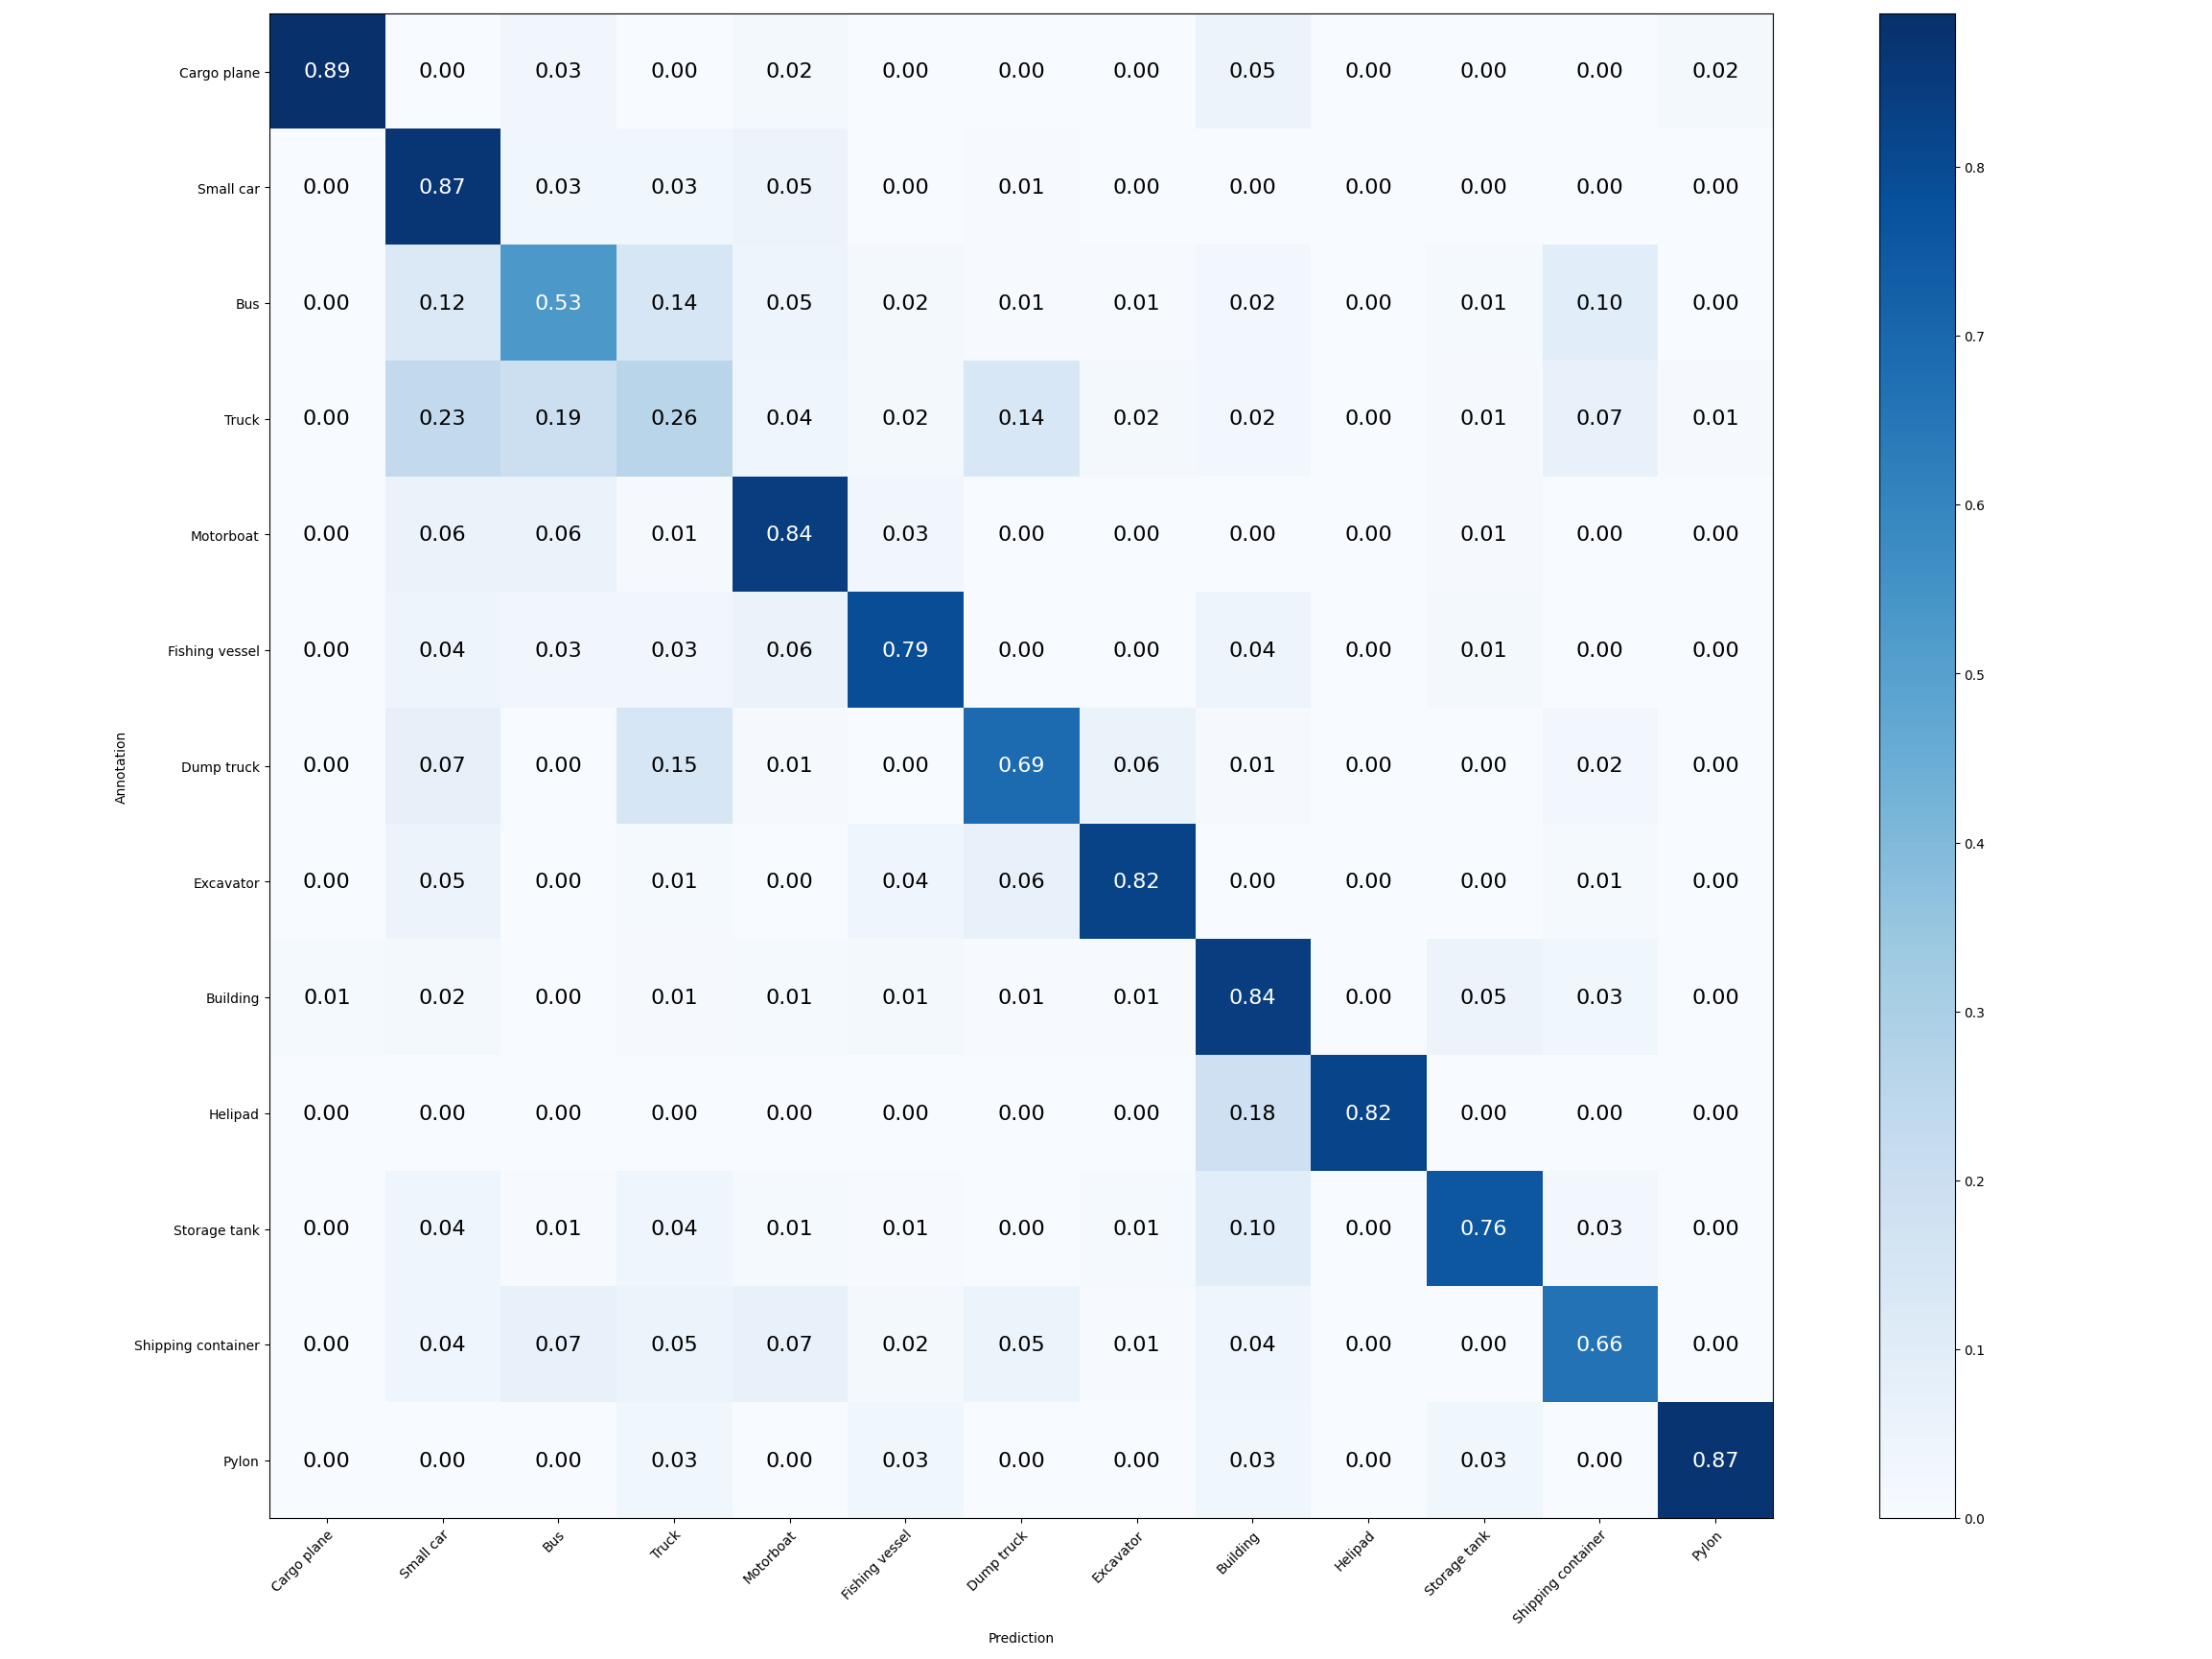 Cargo plane 0.89 0.00 0.03 0.00 0.02 0.00 0.00 0.00 0.05 0.00 0.00 0.00 0.02
Small car 0.00 0.87 0.03 0.03 0.05 0.00 0.01 0.00 0.00 0.00 0.00 0.00 0.00
0.8
Bus 0.00 0.12 0.53 0.14 0.05 0.02 0.01 0.01 0.02 0.00 0.01 0.10 0.00
0.7
Truck 0.00 0.23 0.19 0.26 0.04 0.02 0.14 0.02 0.02 0.00 0.01 0.07 0.01
0.6
Motorboat 0.00 0.06 0.06 0.01 0.84 0.03 0.00 0.00 0.00 0.00 0.01 0.00 0.00
Fishing vessel 0.00 0.04 0.03 0.03 0.06 0.79 0.00 0.00 0.04 0.00 0.01 0.00 0.00
0.5
Annotation
Dump truck 0.00 0.07 0.00 0.15 0.01 0.00 0.69 0.06 0.01 0.00 0.00 0.02 0.00
0.4
Excavator 0.00 0.05 0.00 0.01 0.00 0.04 0.06 0.82 0.00 0.00 0.00 0.01 0.00
Building 0.01 0.02 0.00 0.01 0.01 0.01 0.01 0.01 0.84 0.00 0.05 0.03 0.00
0.3
Helipad 0.00 0.00 0.00 0.00 0.00 0.00 0.00 0.00 0.18 0.82 0.00 0.00 0.00
0.2
Storage tank 0.00 0.04 0.01 0.04 0.01 0.01 0.00 0.01 0.10 0.00 0.76 0.03 0.00
Shipping container 0.00 0.04 0.07 0.05 0.07 0.02 0.05 0.01 0.04 0.00 0.00 0.66 0.00
0.1
Pylon 0.00 0.00 0.00 0.03 0.00 0.03 0.00 0.00 0.03 0.00 0.03 0.00 0.87
0.0
Cargo plane Small car Bus Truck Motorboat Fishing vessel Dump truck Excavator Building Helipad Storage tank Shipping container Pylon
Prediction